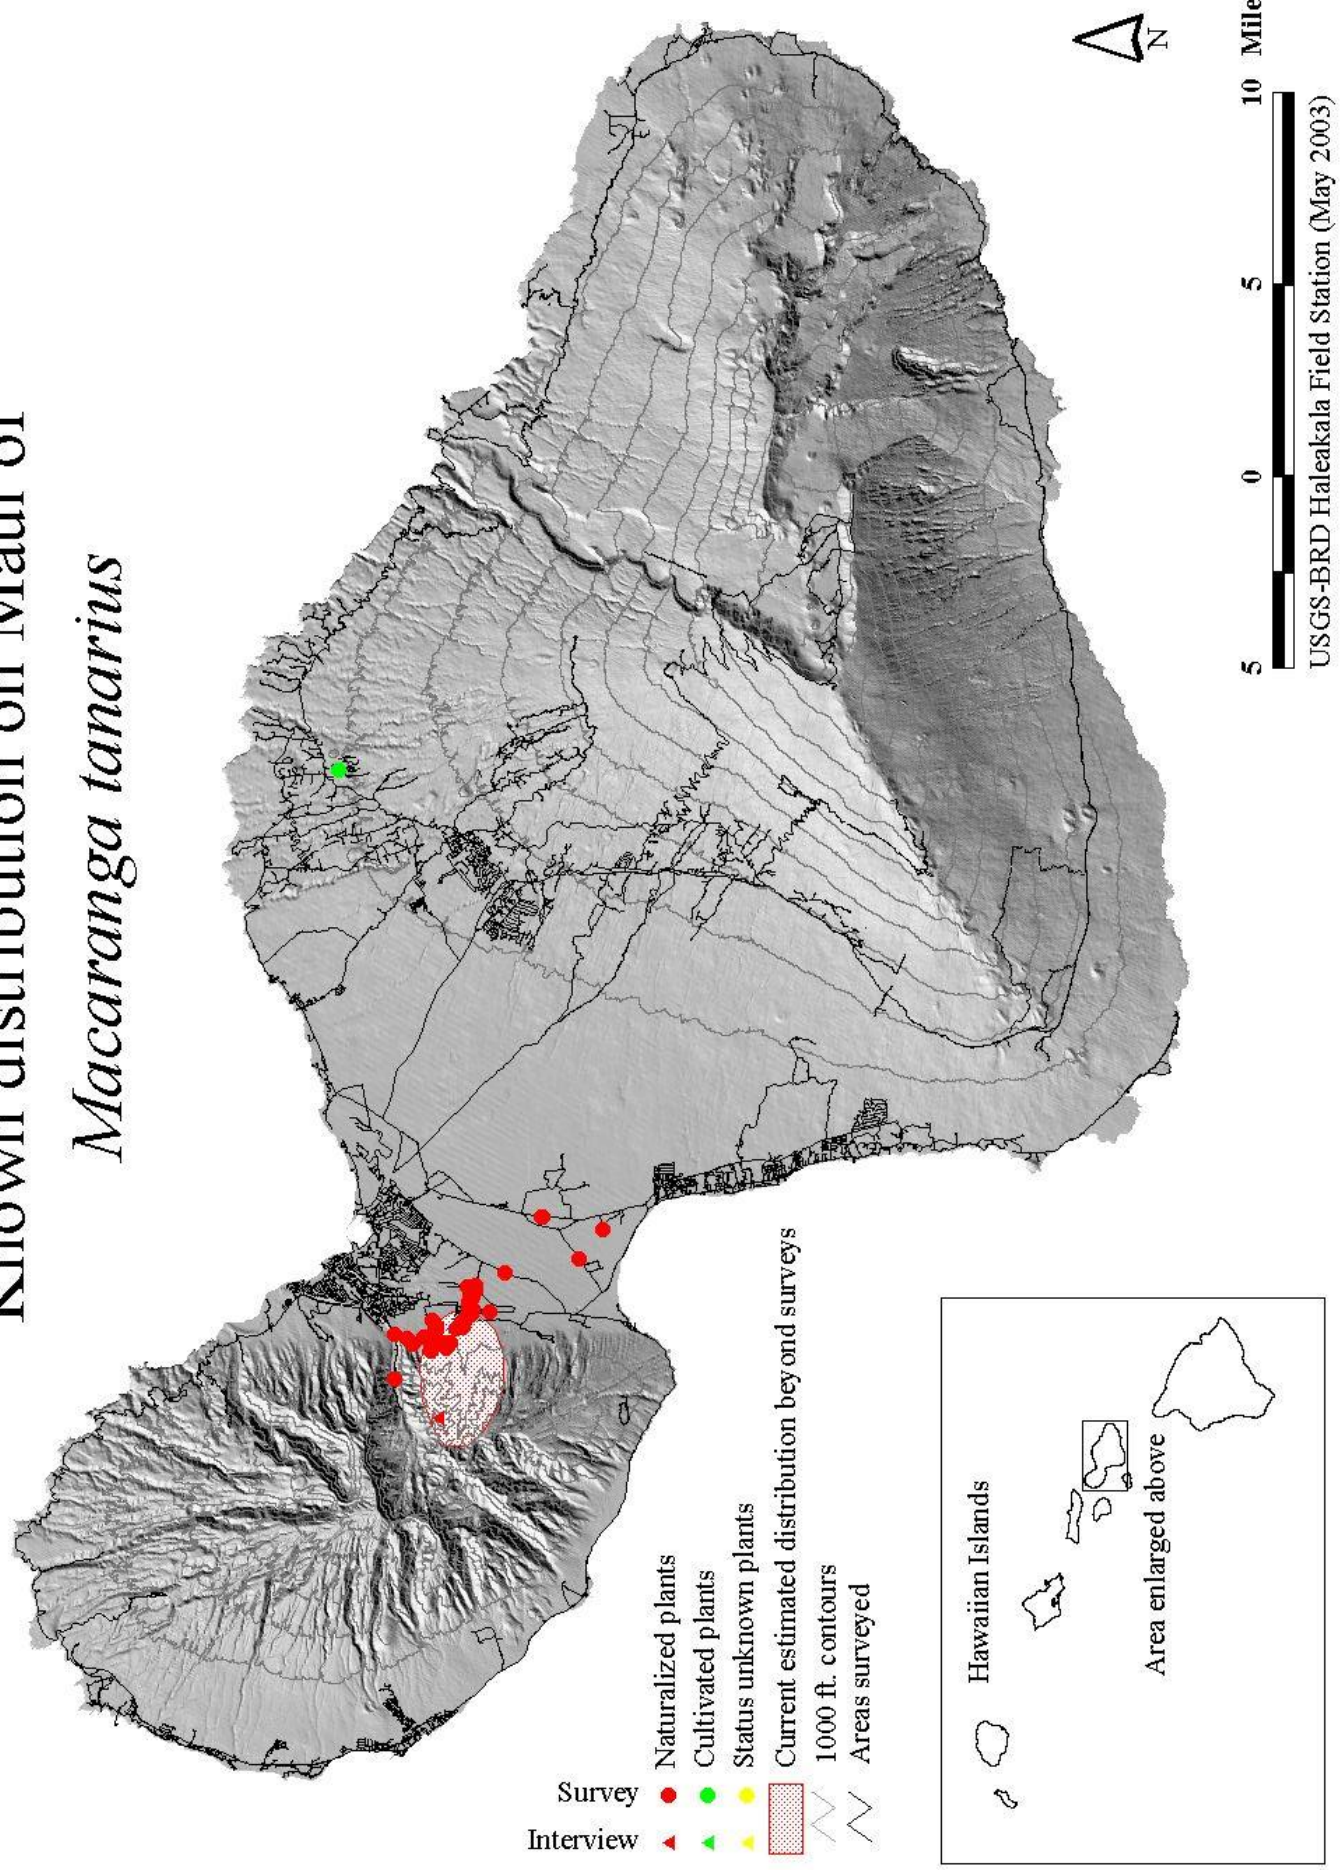 Known distribution on Maui of
Macaranga tanarius
Interview Survey
Naturalized plants
Cultivated plants
Status unknown plants
Current estimated distribution beyond surveys
1000 ft. contours
Areas surveyed
Hawaiian Islands
Area enlarged above
N
5 0 5 10 Mile
USGS-BRD Haleakala Field Station (May 2003)